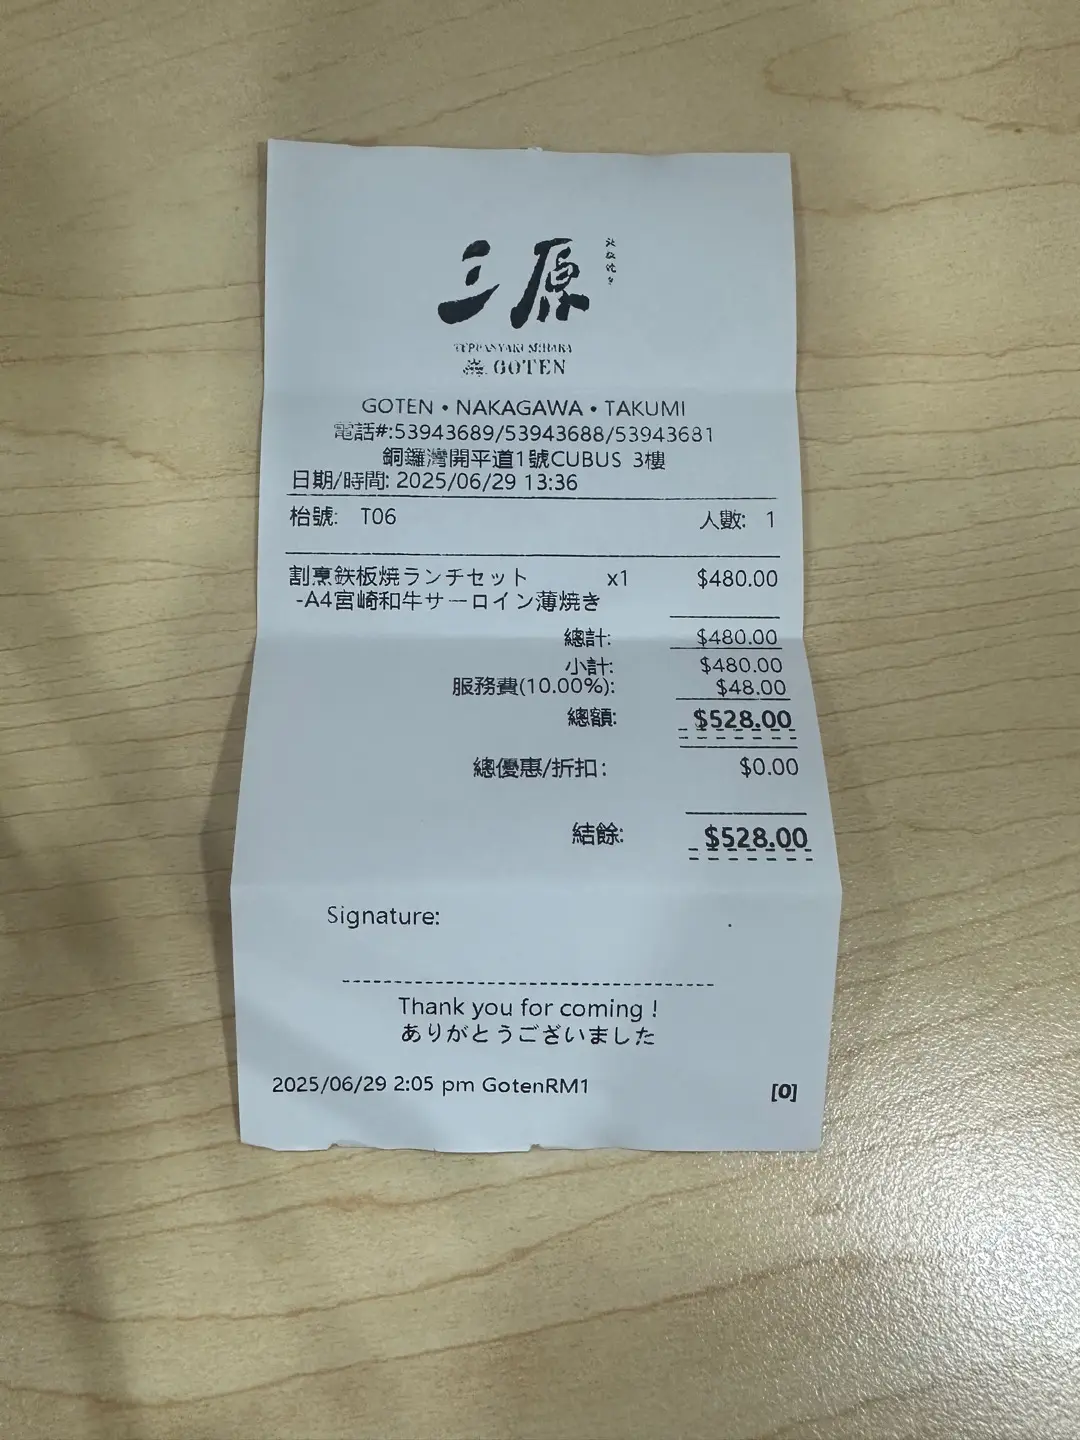 三原
鉄板焼き
TEPPANYAKI MIHARA
GOTEN
GOTEN • NAKAGAWA • TAKUMI
電話#:53943689/53943688/53943681
銅鑼灣開平道1號CUBUS 3樓
日期/時間: 2025/06/29 13:36
枱號: T06 人數: 1
割烹鉄板焼ランチセット x1 $480.00
-A4宮崎和牛サーロイン薄焼き
總計: $480.00
小計: $480.00
服務費(10.00%): $48.00
總額: $528.00
總優惠/折扣: $0.00
結餘: $528.00
Signature:
Thank you for coming !
ありがとうございました
2025/06/29 2:05 pm GotenRM1 [0]